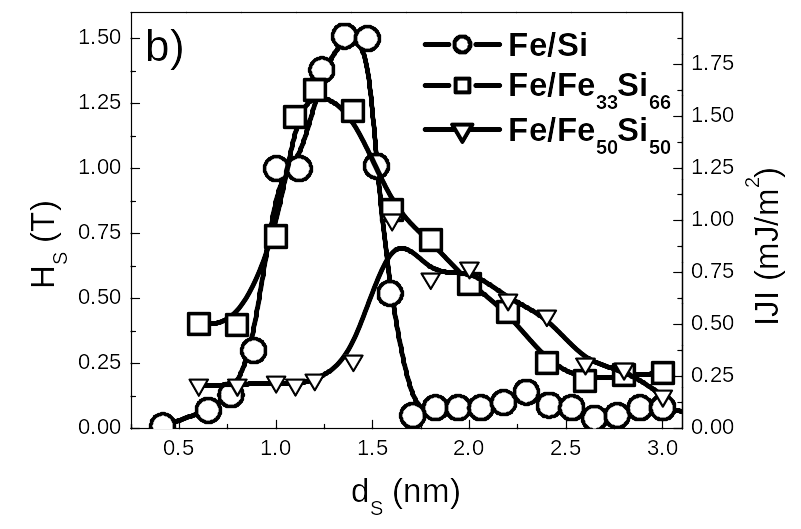 b)
Fe/Si
Fe/Fe33Si66
Fe/Fe50Si50
HS (T)
1.50
1.25
1.00
0.75
0.50
0.25
0.00
0.5 1.0 1.5 2.0 2.5 3.0
dS (nm)
1.75
1.50
1.25
1.00
0.75
0.50
0.25
0.00
IJI (mJ/m2)